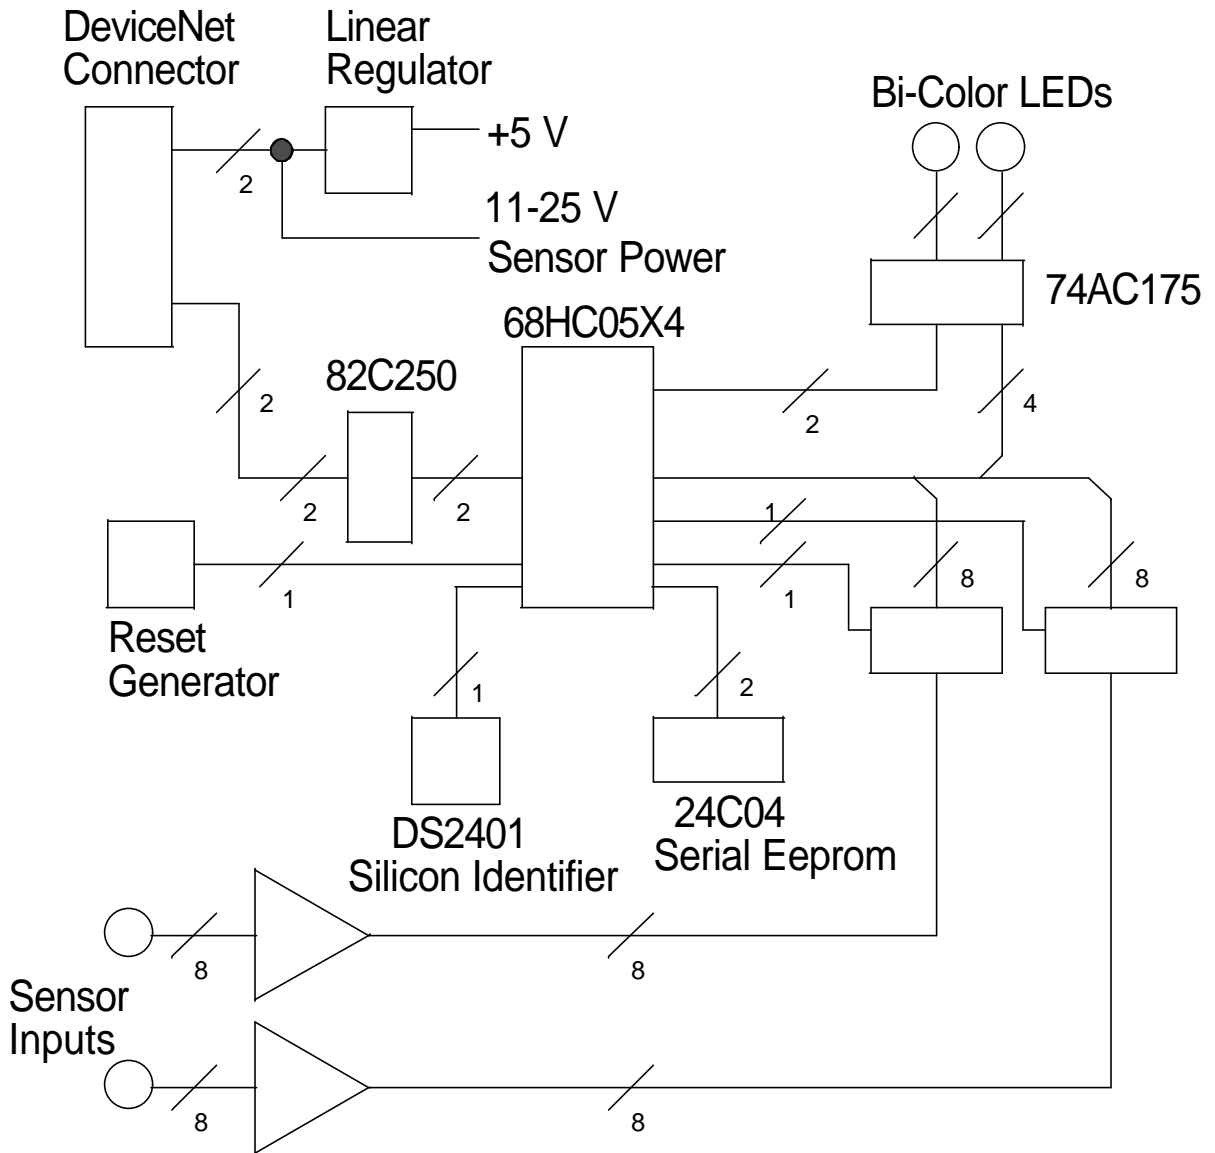 DeviceNet
Connector
Linear
Regulator
Bi-Color LEDs
+5 V
2
11-25 V
Sensor Power
74AC175
68HC05X4
82C250
2
2
4
2
2
1
1
8
8
1
Reset
Generator
1
2
DS2401
Silicon Identifier
24C04
Serial Eeprom
8
8
Sensor
Inputs
8
8